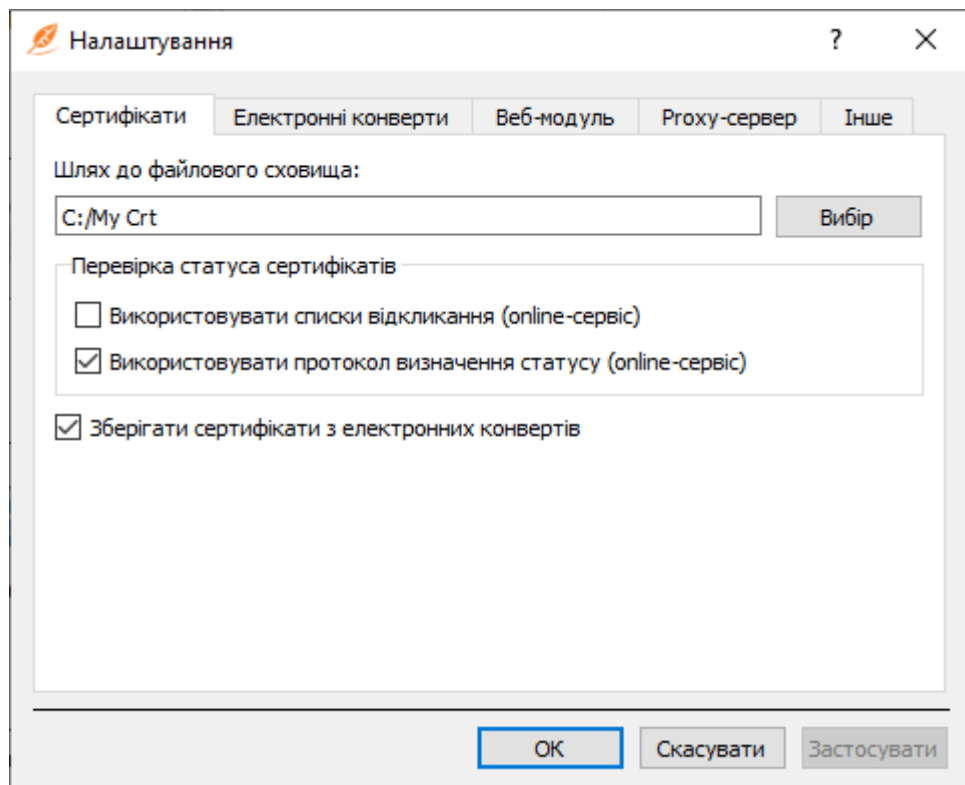 Налаштування
Сертифікати Електронні конверти Веб-модуль Proxy-сервер Інше
Шлях до файлового сховища:
C:/My Crt Вибір
Перевірка статуса сертифікатів
Використовувати списки відкликання (online-сервіс)
Використовувати протокол визначення статусу (online-сервіс)
Зберігати сертифікати з електронних конвертів
OK Скасувати Застосувати